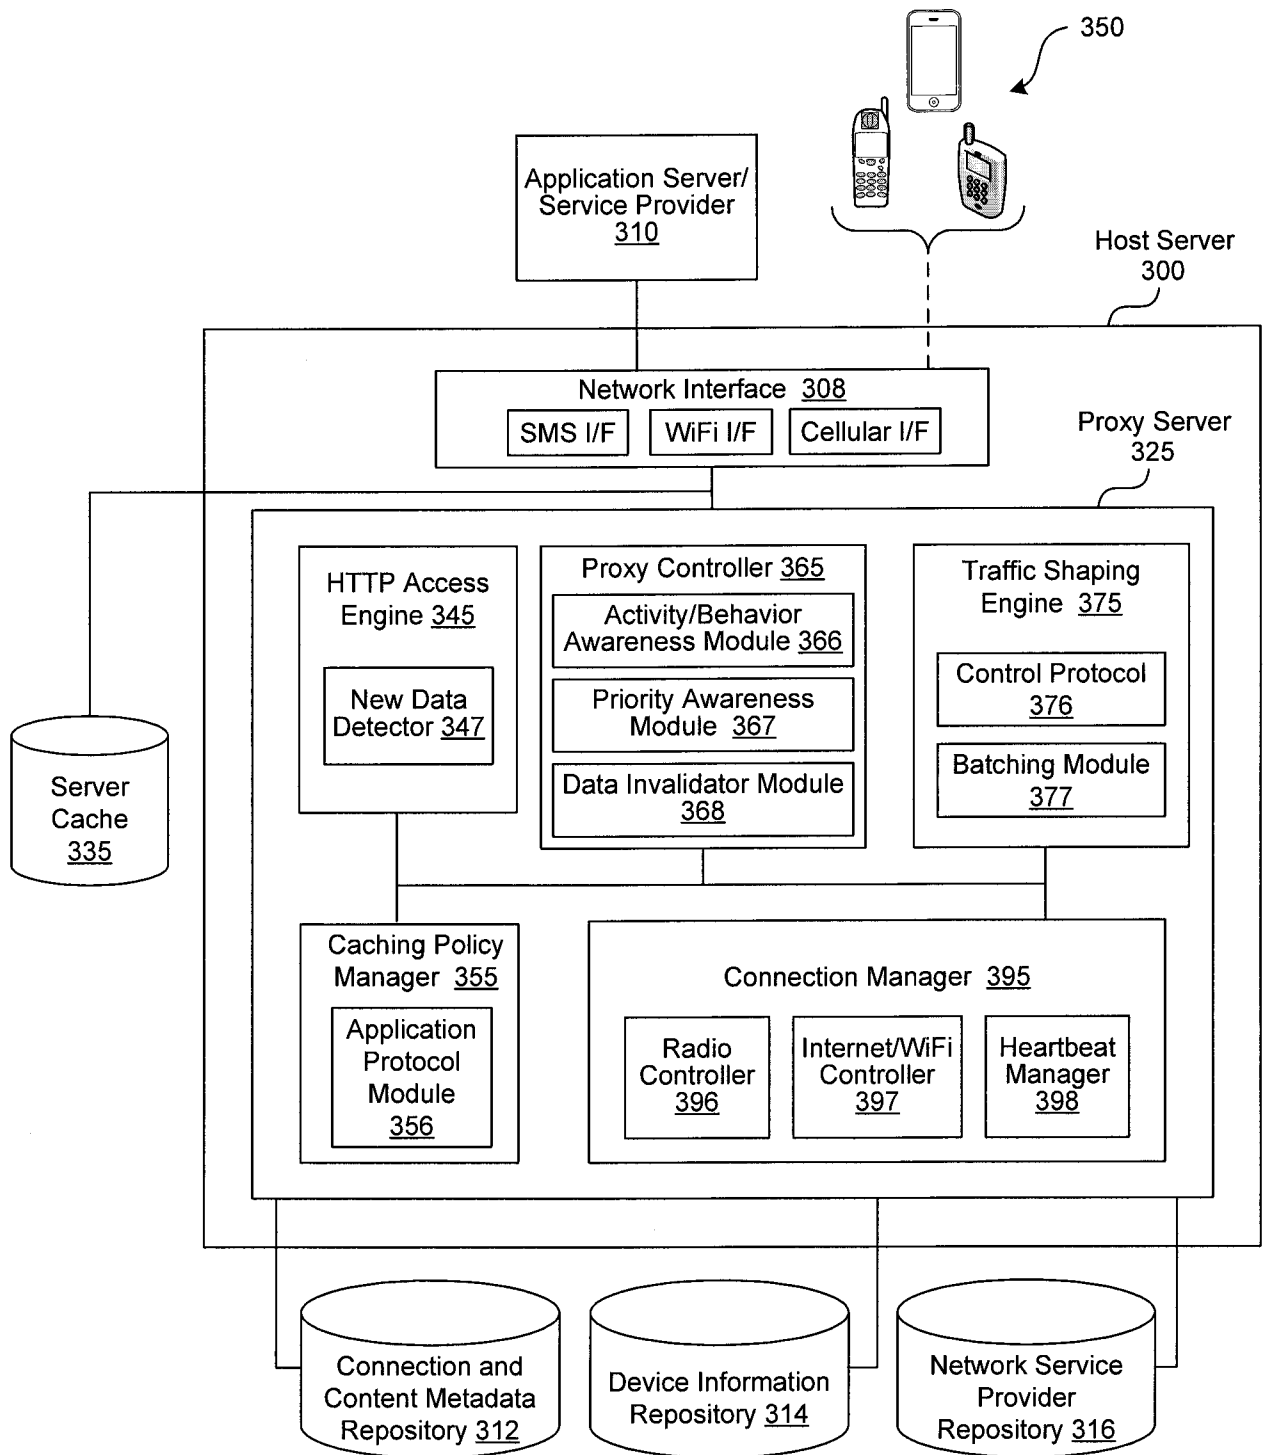 350
Application Server/
Service Provider
310
Host Server
300
Network Interface 308
SMS I/F
WiFi I/F
Cellular I/F
Proxy Server
325
HTTP Access
Engine 345
New Data
Detector 347
Proxy Controller 365
Activity/Behavior
Awareness Module 366
Priority Awareness
Module 367
Data Invalidator Module
368
Traffic Shaping
Engine 375
Control Protocol
376
Batching Module
377
Server
Cache
335
Caching Policy
Manager 355
Application
Protocol
Module
356
Connection Manager 395
Radio
Controller
396
Internet/WiFi
Controller
397
Heartbeat
Manager
398
Connection and
Content Metadata
Repository 312
Device Information
Repository 314
Network Service
Provider
Repository 316